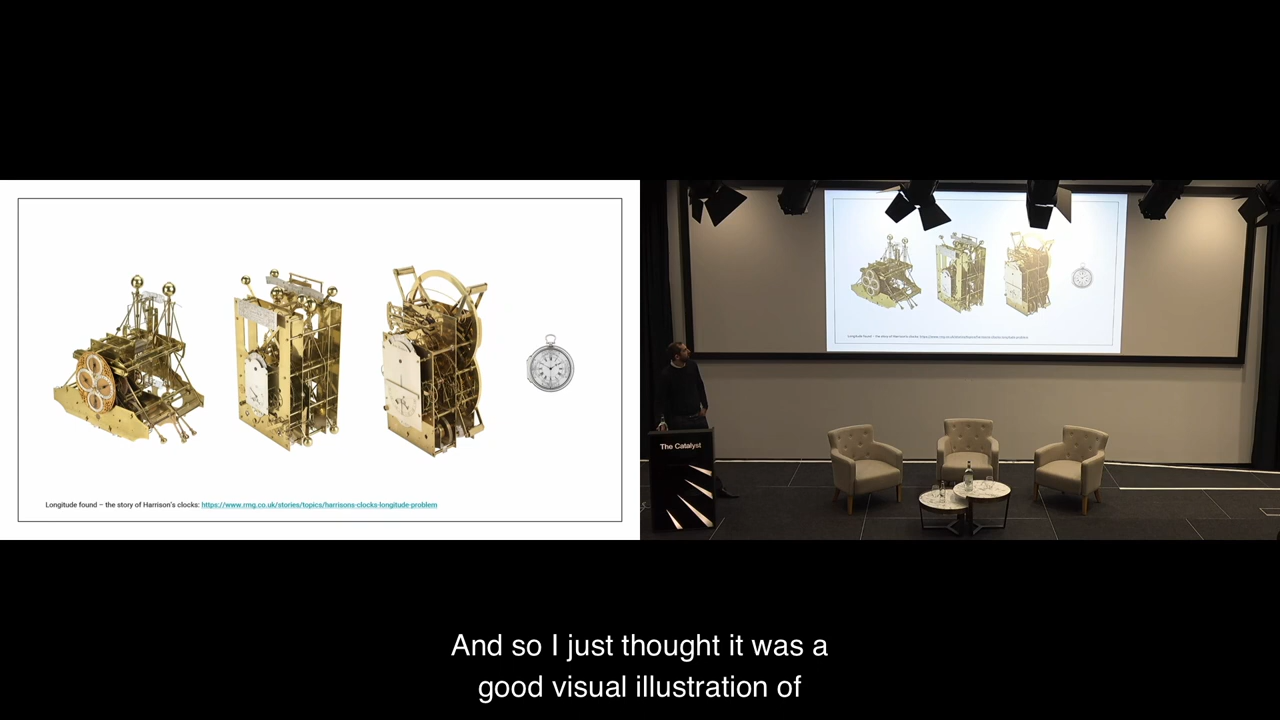 Longitude found – the story of Harrison's clocks: https://www.rmg.co.uk/stories/topics/harrisons-clocks-longitude-problem
The Catalyst
And so I just thought it was a
good visual illustration of